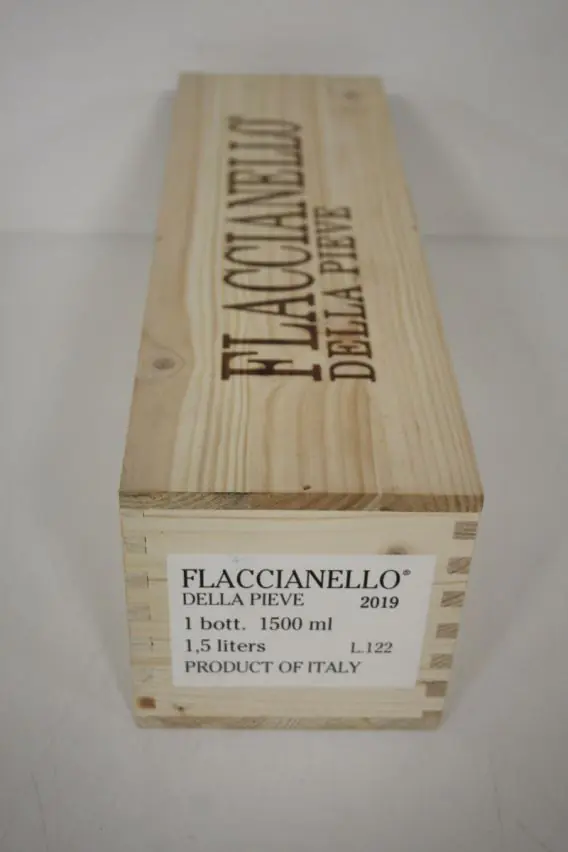 FLACCIANELLO
DELLA PIEVE
FLACCIANELLO®
DELLA PIEVE 2019
1 bott. 1500 ml
1,5 liters L.122
PRODUCT OF ITALY